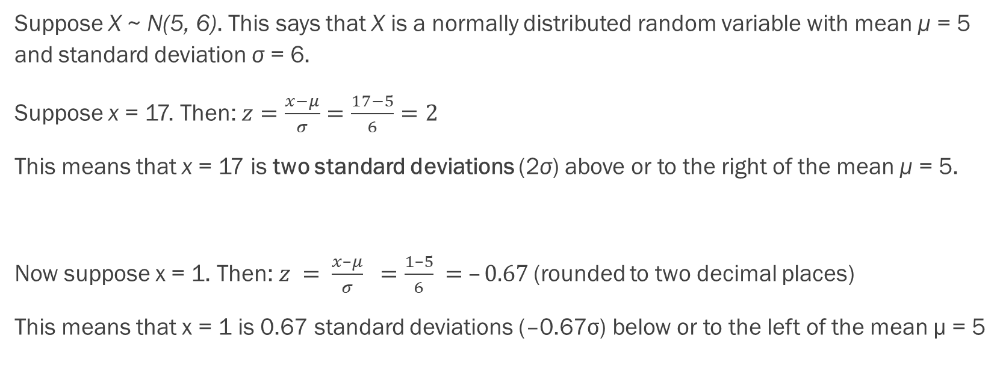 Suppose X ~ N(5, 6). This says that X is a normally distributed random variable with mean μ = 5
and standard deviation σ = 6.
Suppose x = 17. Then: z = \frac{x−μ}{σ} = \frac{17−5}{6} = 2
This means that x = 17 is two standard deviations (2σ) above or to the right of the mean μ = 5.
Now suppose x = 1. Then: z = \frac{x−μ}{σ} = \frac{1−5}{6} = – 0.67 (rounded to two decimal places)
This means that x = 1 is 0.67 standard deviations (–0.67σ) below or to the left of the mean μ = 5